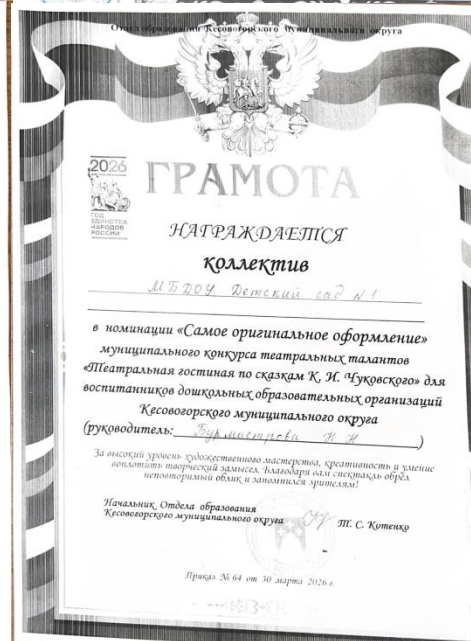 Отдел образования Кесовогорского муниципального округа
2026
ГОД
ЕДИНСТВА
НАРОДОВ
РОССИИ
ГРАМОТА
НАГРАЖДАЕТСЯ
коллектив
МБДОУ Детский сад №1
в номинации «Самое оригинальное оформление»
муниципального конкурса театральных талантов
«Театральная гостиная по сказкам К. И. Чуковского» для
воспитанников дошкольных образовательных организаций
Кесовогорского муниципального округа
(руководитель: Бурмистрова Н Н )
За высокий уровень художественного мастерства, креативность и умение
воплотить творческий замысел. Благодаря вам спектакль обрёл
неповторимый облик и запомнился зрителям!
Начальник Отдела образования
Кесовогорского муниципального округа Т. С. Котенко
Приказ № 64 от 30 марта 2026 г.